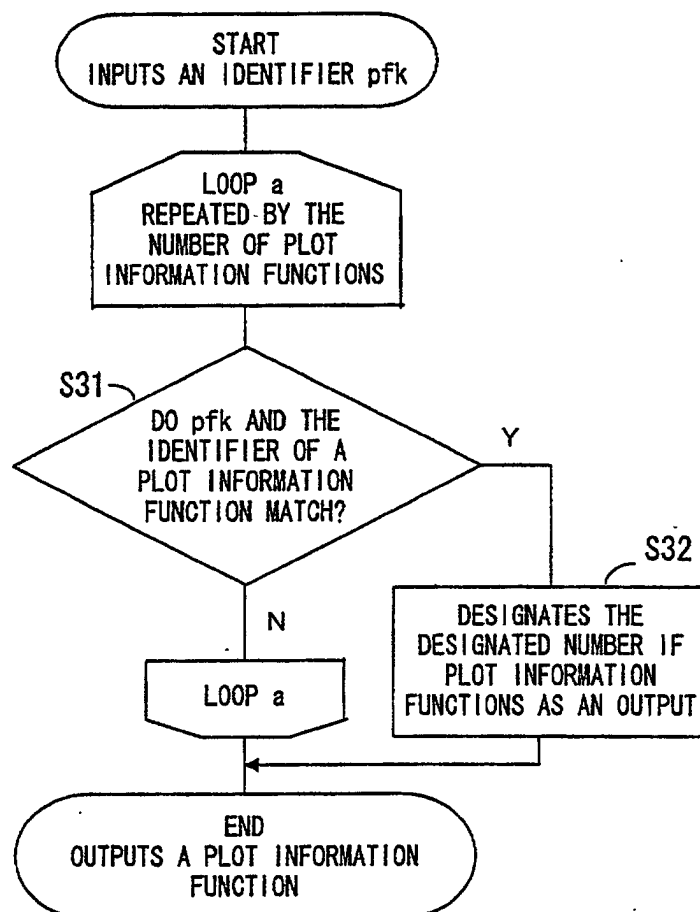 START
INPUTS AN IDENTIFIER pfk
LOOP a
REPEATED BY THE
NUMBER OF PLOT
INFORMATION FUNCTIONS
S31
DO pfk AND THE
IDENTIFIER OF A
PLOT INFORMATION
FUNCTION MATCH?
Y
S32
DESIGNATES THE
DESIGNATED NUMBER IF
PLOT INFORMATION
FUNCTIONS AS AN OUTPUT
N
LOOP a
END
OUTPUTS A PLOT INFORMATION
FUNCTION